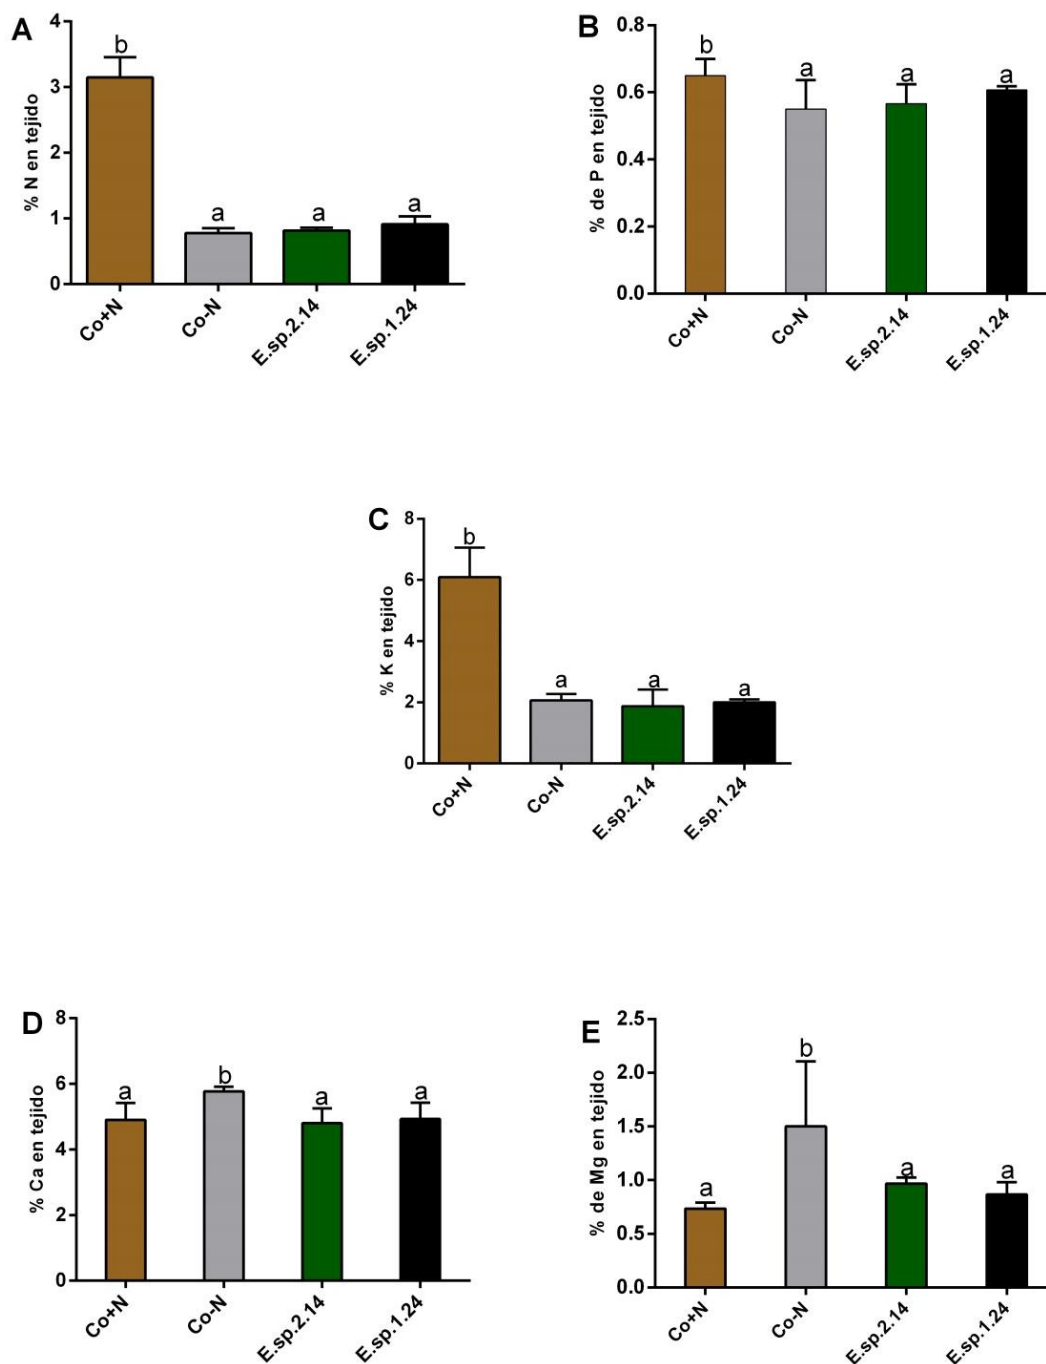 A
% N en tejido
4
3
2
1
0
b
a
a
a
Co+N
Co-N
E.sp.2.14
E.sp.1.24
B
% de P en tejido
0.8
0.6
0.4
0.2
0.0
b
a
a
a
Co+N
Co-N
E.sp.2.14
E.sp.1.24
C
% K en tejido
8
6
4
2
0
b
a
a
a
Co+N
Co-N
E.sp.2.14
E.sp.1.24
D
% Ca en tejido
8
6
4
2
0
a
b
a
a
Co+N
Co-N
E.sp.2.14
E.sp.1.24
E
% de Mg en tejido
2.5
2.0
1.5
1.0
0.5
0.0
a
b
a
a
Co+N
Co-N
E.sp.2.14
E.sp.1.24